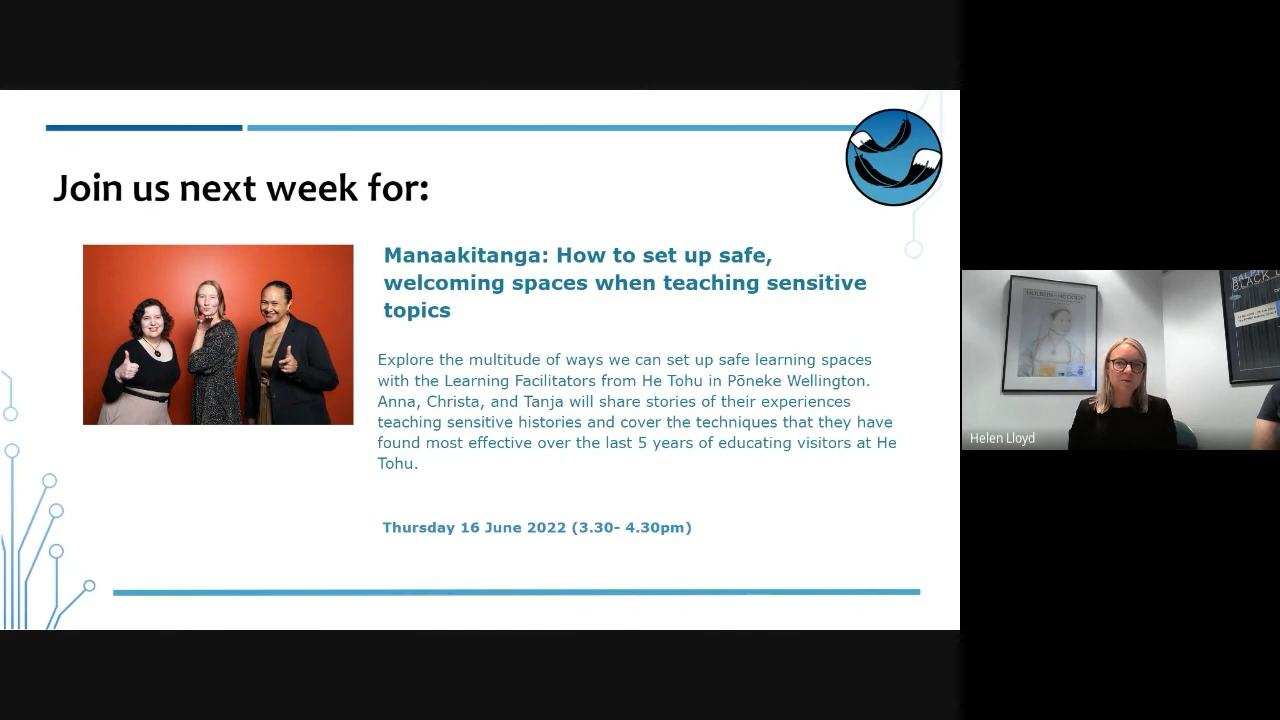 Join us next week for:
Manaakitanga: How to set up safe,
welcoming spaces when teaching sensitive
topics
Explore the multitude of ways we can set up safe learning spaces
with the Learning Facilitators from He Tohu in Pōneke Wellington.
Anna, Christa, and Tanja will share stories of their experiences
teaching sensitive histories and cover the techniques that they have
found most effective over the last 5 years of educating visitors at He
Tohu.
Thursday 16 June 2022 (3.30- 4.30pm)
BLACK
Helen Lloyd